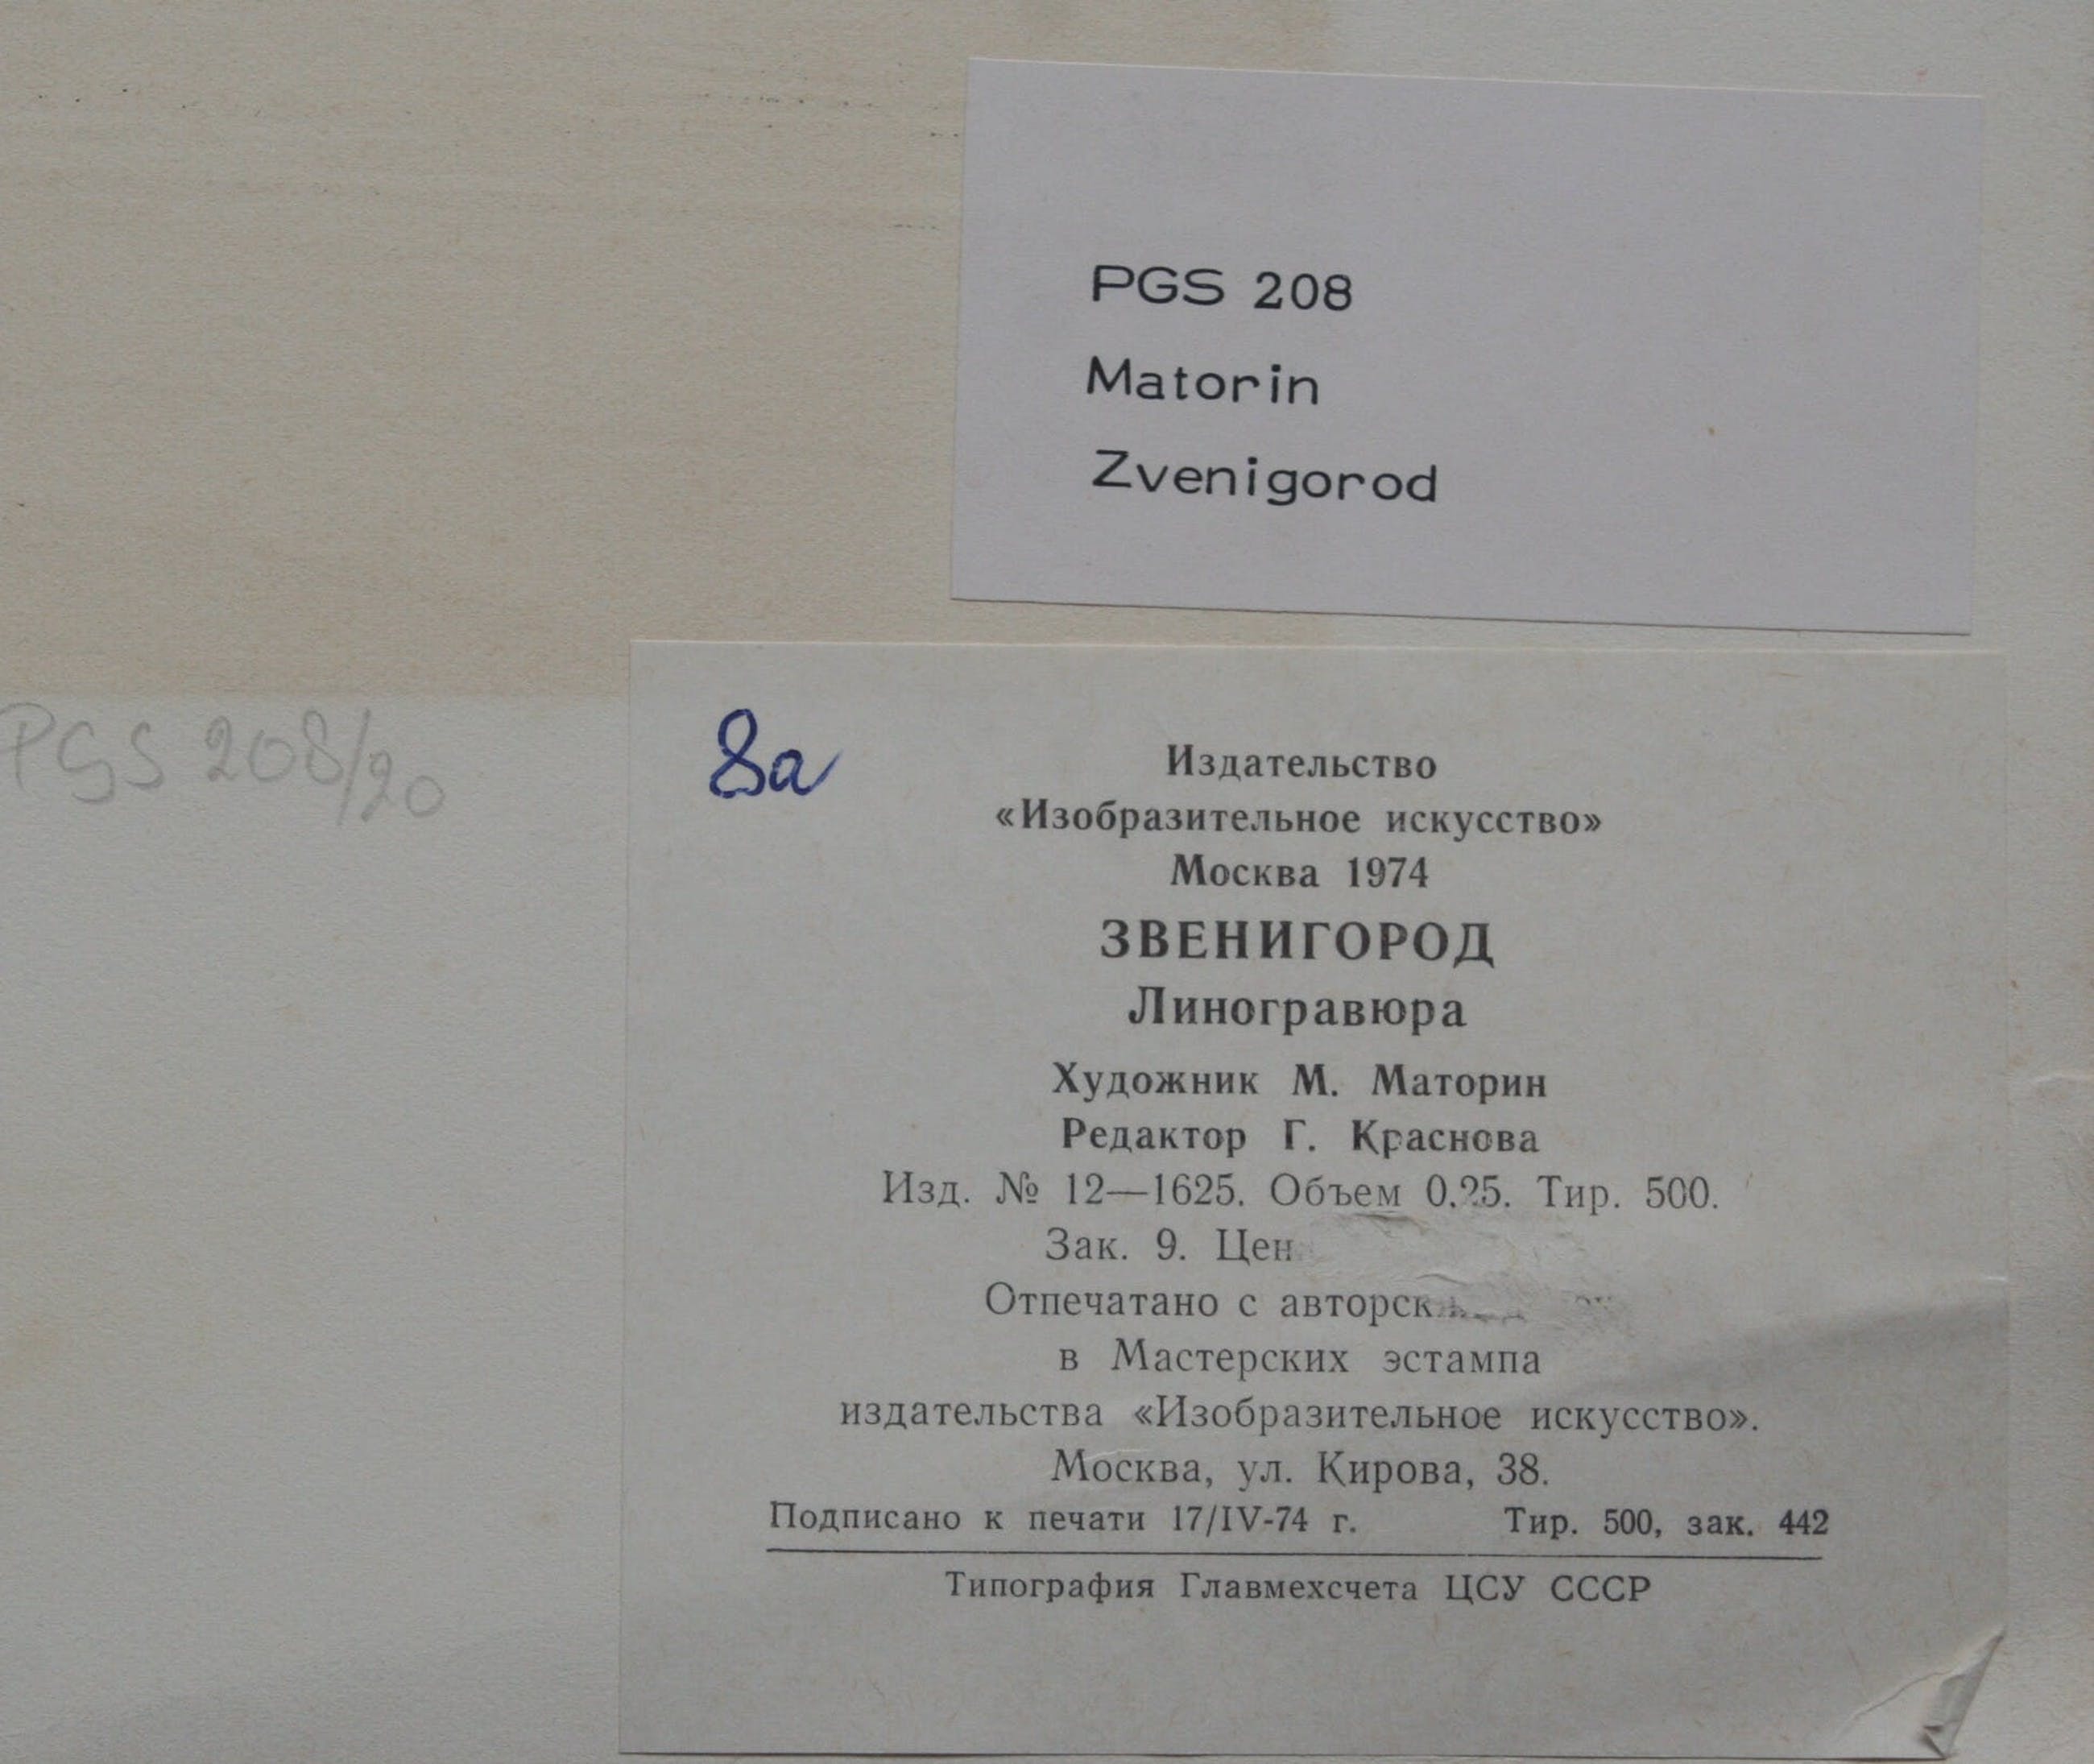 PGS 208
Matorin
Zvenigorod
PGS 208/20
8a
Издательство
«Изобразительное искусство»
Москва 1974
ЗВЕНИГОРОД
Линогравюра
Художник М. Маторин
Редактор Г. Краснова
Изд. № 12—1625. Объем 0.25. Тир. 500.
Зак. 9. Цен
Отпечатано с авторск
в Мастерских эстампа
издательства «Изобразительное искусство».
Москва, ул. Кирова, 38.
Подписано к печати 17/IV-74 г. Тир. 500, зак. 442
Типография Главмехсчета ЦСУ СССР